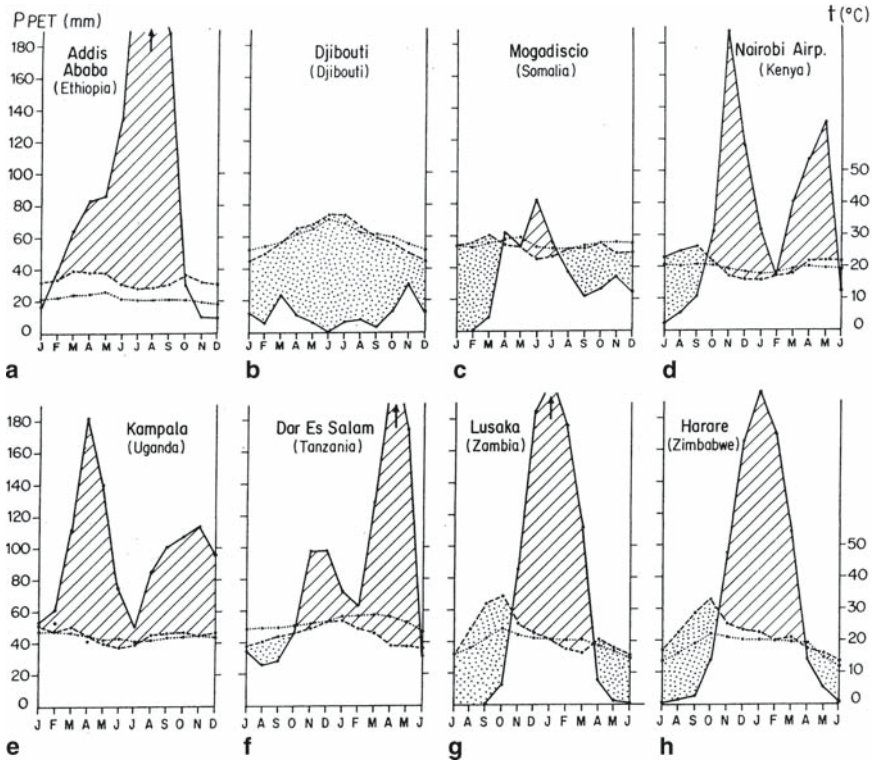 P PET (mm)
t (°C)
180
160
140
120
100
80
60
40
20
0
Addis
Ababa
(Ethiopia)
J F M A M J J A S O N D
a
Djibouti
(Djibouti)
J F M A M J J A S O N D
b
Mogadiscio
(Somalia)
J F M A M J J A S O N D
c
Nairobi Airp.
(Kenya)
J A S O N D J F M A M J
50
40
30
20
10
0
d
180
160
140
120
100
80
60
40
20
0
Kampala
(Uganda)
J F M A M J J A S O N D
e
Dar Es Salam
(Tanzania)
J A S O N D J F M A M J
f
Lusaka
(Zambia)
J A S O N D J F M A M J
g
Harare
(Zimbabwe)
J A S O N D J F M A M J
50
40
30
20
10
0
h